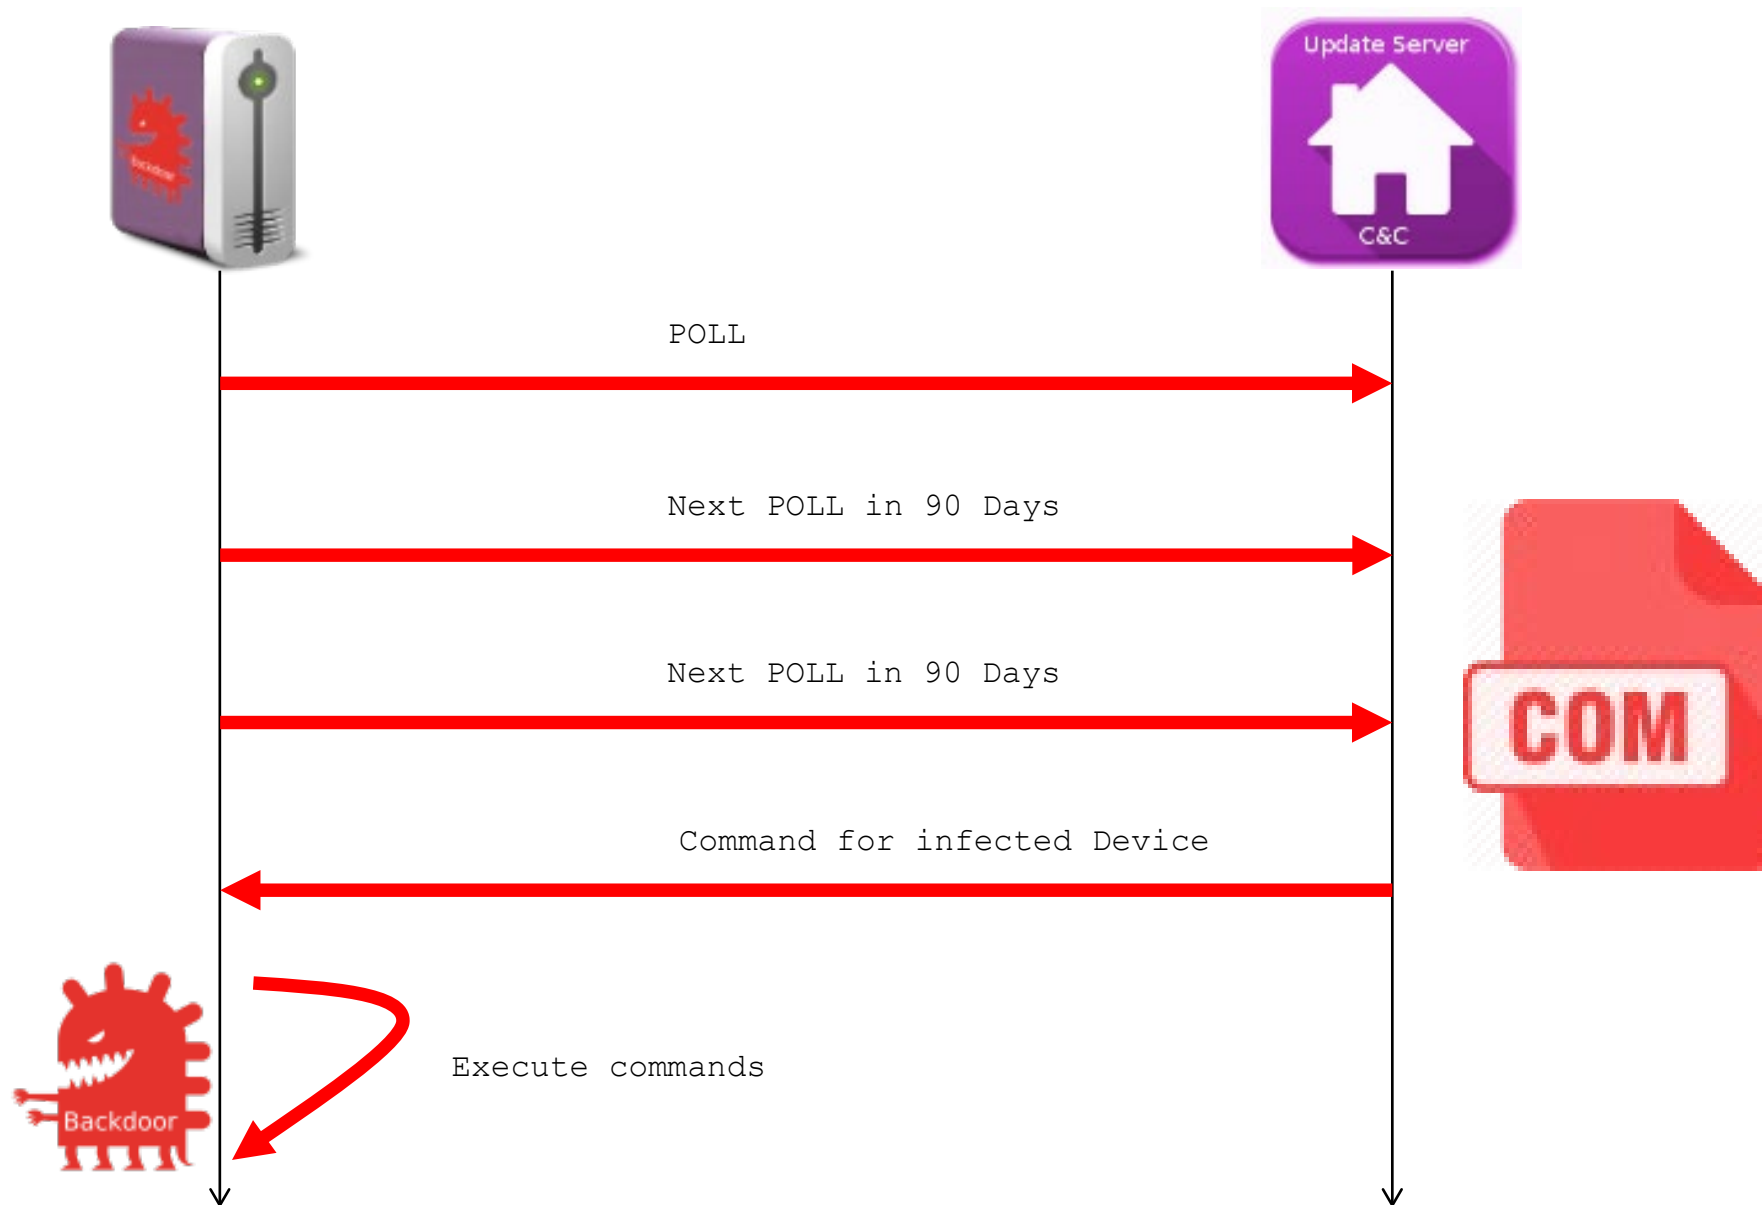 Update Server
C&C
Backdoor
POLL
Next POLL in 90 Days
Next POLL in 90 Days
COM
Command for infected Device
Execute commands
Backdoor